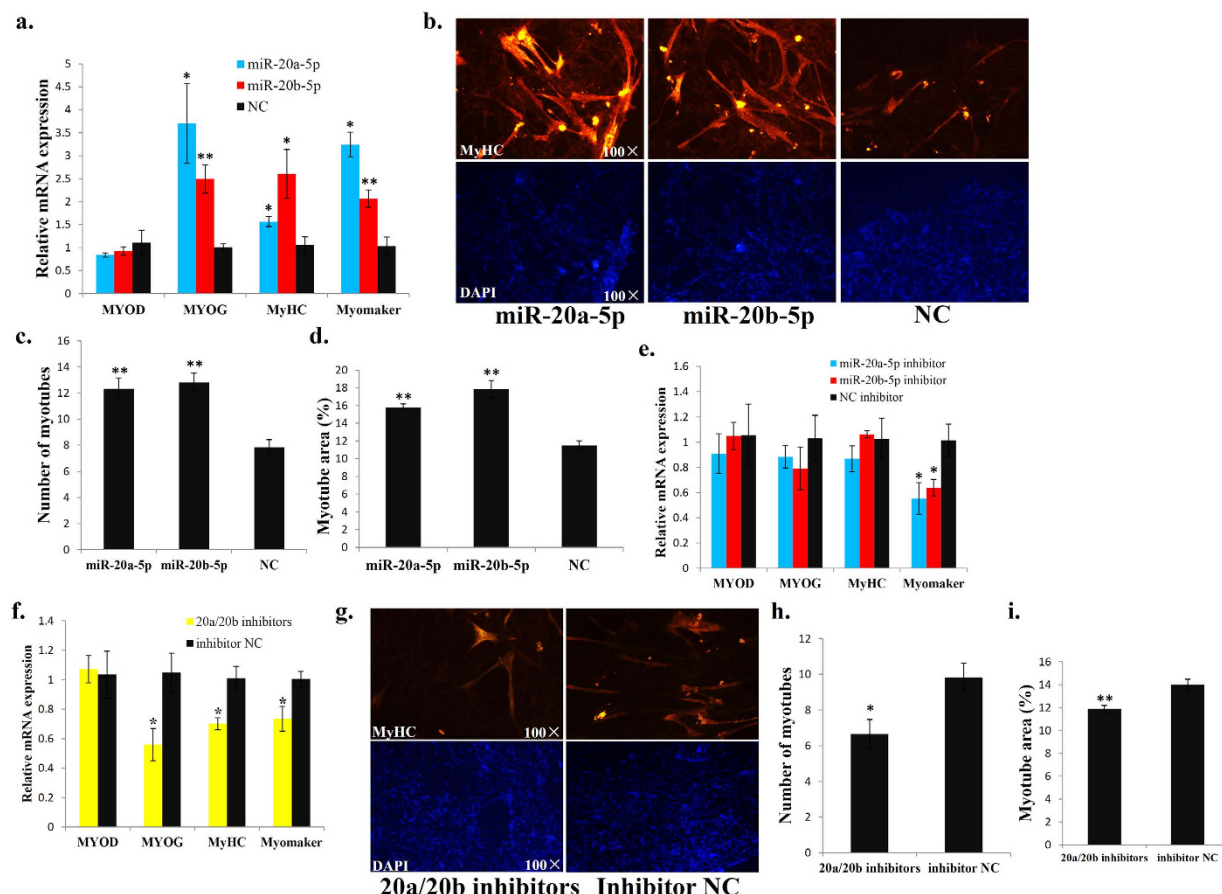 a.
Relative mRNA expression
5
4.5
4
3.5
3
2.5
2
1.5
1
0.5
0
miR-20a-5p
miR-20b-5p
NC
*
**
*
*
*
**
MYOD MYOG MyHC Myomaker
b.
MyHC 100×
DAPI 100×
miR-20a-5p miR-20b-5p NC
c.
Number of myotubes
14
12
10
8
6
4
2
0
** **
miR-20a-5p miR-20b-5p NC
d.
Myotube area (%)
20
18
16
14
12
10
8
6
4
2
0
** **
miR-20a-5p miR-20b-5p NC
e.
Relative mRNA expression
1.6
1.4
1.2
1
0.8
0.6
0.4
0.2
0
miR-20a-5p inhibitor
miR-20b-5p inhibitor
NC inhibitor
* *
MYOD MYOG MyHC Myomaker
f.
Relative mRNA expression
1.4
1.2
1
0.8
0.6
0.4
0.2
0
20a/20b inhibitors
inhibitor NC
* * *
MYOD MYOG MyHC Myomaker
g.
MyHC 100×
DAPI 100×
20a/20b inhibitors Inhibitor NC
h.
Number of myotubes
12
10
8
6
4
2
0
*
20a/20b inhibitors inhibitor NC
i.
Myotube area (%)
16
14
12
10
8
6
4
2
0
**
20a/20b inhibitors inhibitor NC